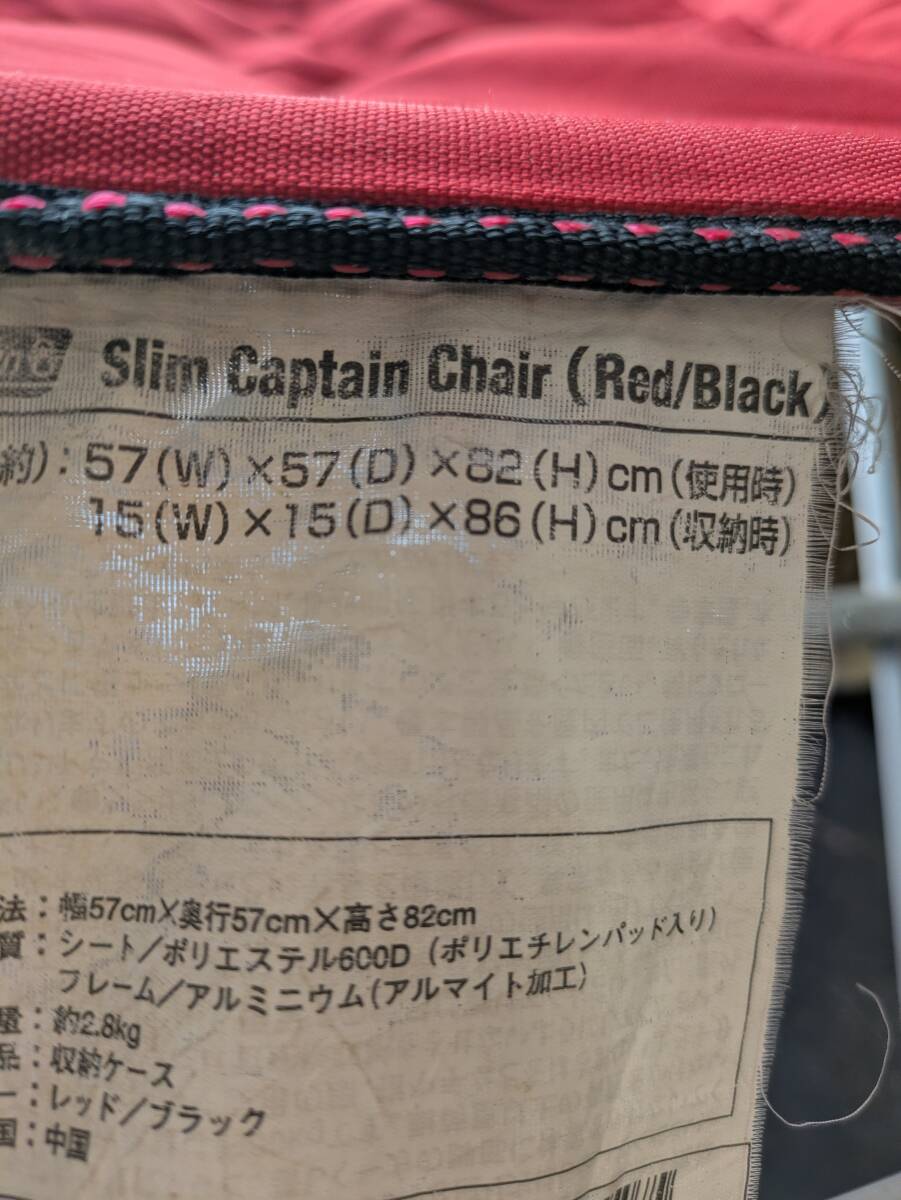 Slim Captain Chair (Red/Black)
約): 57(W)×57(D)×82(H)cm(使用時)
15(W)×15(D)×86(H)cm(収納時)
法：幅57cm×奥行57cm×高さ82cm
質：シート/ポリエステル600D (ポリエチレンパッド入り)
フレーム/アルミニウム(アルマイト加工)
量：約2.8kg
品：収納ケース
ー：レッド/ブラック
国：中国